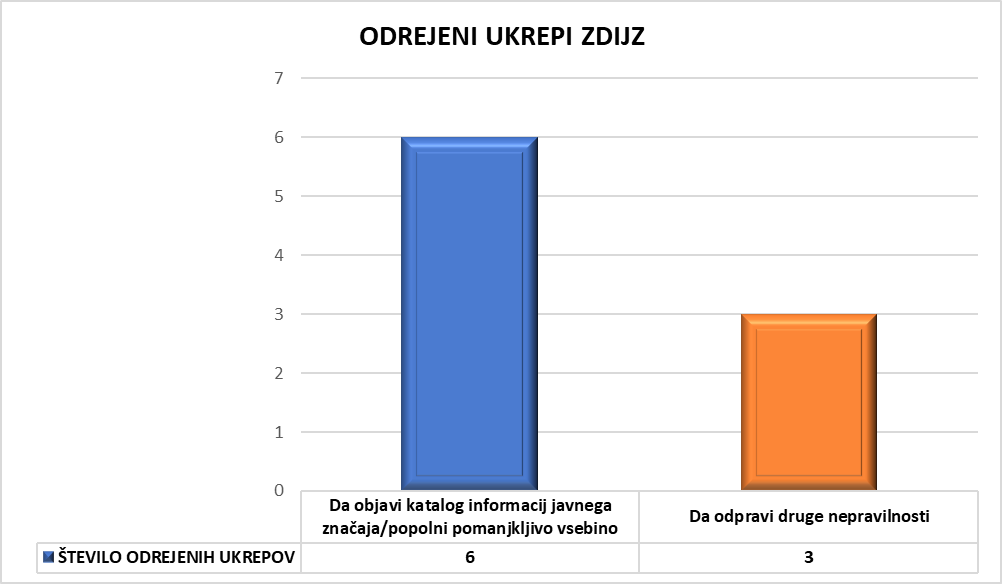 ODREJENI UKREPI ZDIJZ
7
6
5
4
3
2
1
0
Da objavi katalog informacij javnega
značaja/popolni pomanjkljivo vsebino
Da odpravi druge nepravilnosti
ŠTEVILO ODREJENIH UKREPOV
6
3